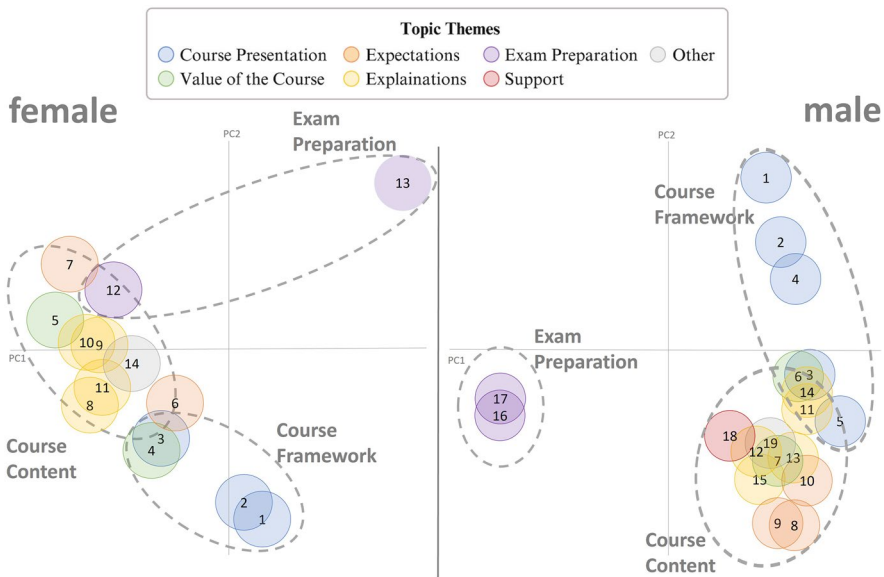 Topic Themes
Course Presentation Expectations Exam Preparation Other
Value of the Course Explainations Support
female
male
PC2
Exam
Preparation
13
7
12
5
10 9
PC1
14
11
8
6
3
4
Course
Content
Course
Framework
2
1
PC2
Course
Framework
1
2
4
PC1
Exam
Preparation
17
16
6 3
14
11
5
18
19
12
7
13
15
10
9
8
Course
Content